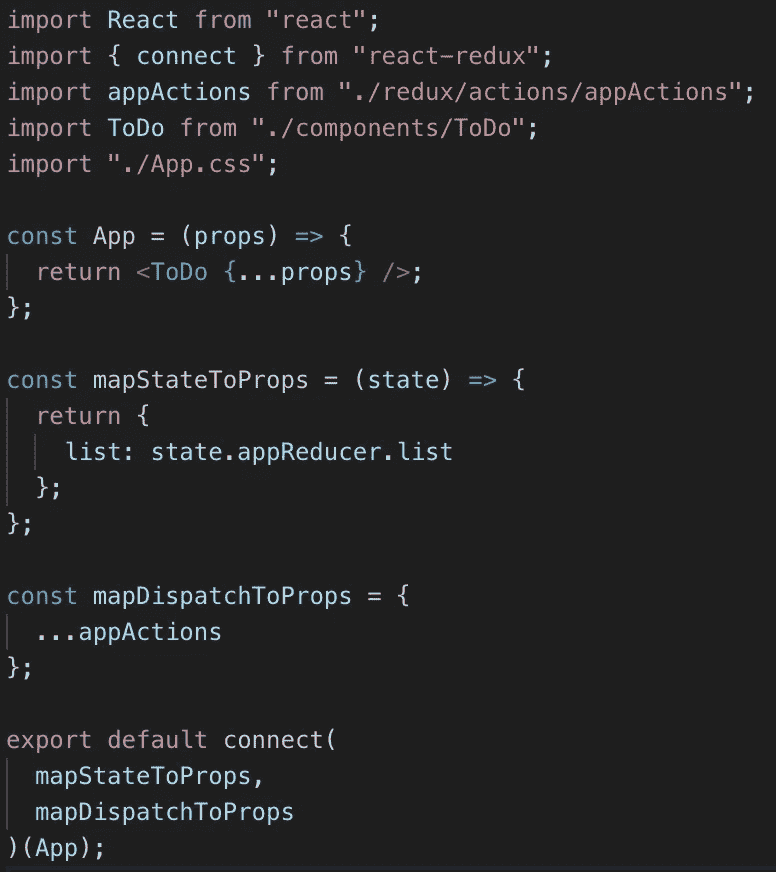 import React from "react";
import { connect } from "react-redux";
import appActions from "./redux/actions/appActions";
import ToDo from "./components/ToDo";
import "./App.css";

const App = (props) => {
  return <ToDo {...props} />;
};

const mapStateToProps = (state) => {
  return {
    list: state.appReducer.list
  };
};

const mapDispatchToProps = {
  ...appActions
};

export default connect(
  mapStateToProps,
  mapDispatchToProps
)(App);